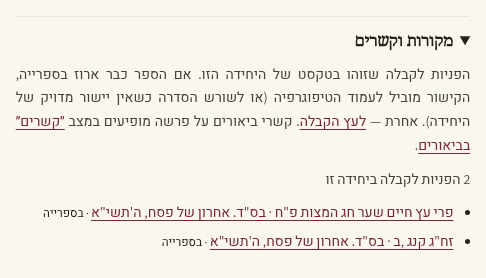 ▼ מקורות וקשרים
הפניות לקבלה שזוהו בטקסט של היחידה הזו. אם הספר כבר ארוז בספרייה,
הקישור מוביל לעמוד הטיפוגרפיה (או לשורש הסדרה כשאין יישור מדויק של
היחידה). אחרת — לעץ הקבלה. קשרי ביאורים על פרשה מופיעים במצב "קשרים"
בביאורים.
2 הפניות לקבלה ביחידה זו
• פרי עץ חיים שער חג המצות פ"ח · בס"ד. אחרון של פסח, ה'תשי"א · בספרייה
• זח"ג קנג ,ב · בס"ד. אחרון של פסח, ה'תשי"א · בספרייה